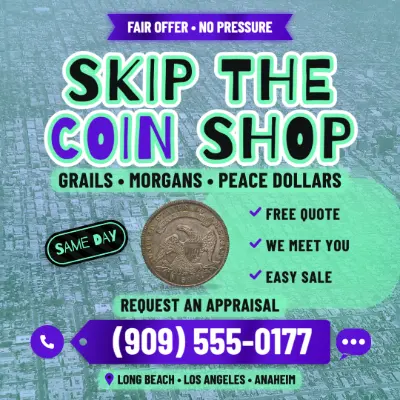 FAIR OFFER • NO PRESSURE
SKIP THE
COIN SHOP
GRAILS • MORGANS • PEACE DOLLARS
SAME DAY
FREE QUOTE
WE MEET YOU
EASY SALE
REQUEST AN APPRAISAL
(909) 555-0177
LONG BEACH • LOS ANGELES • ANAHEIM